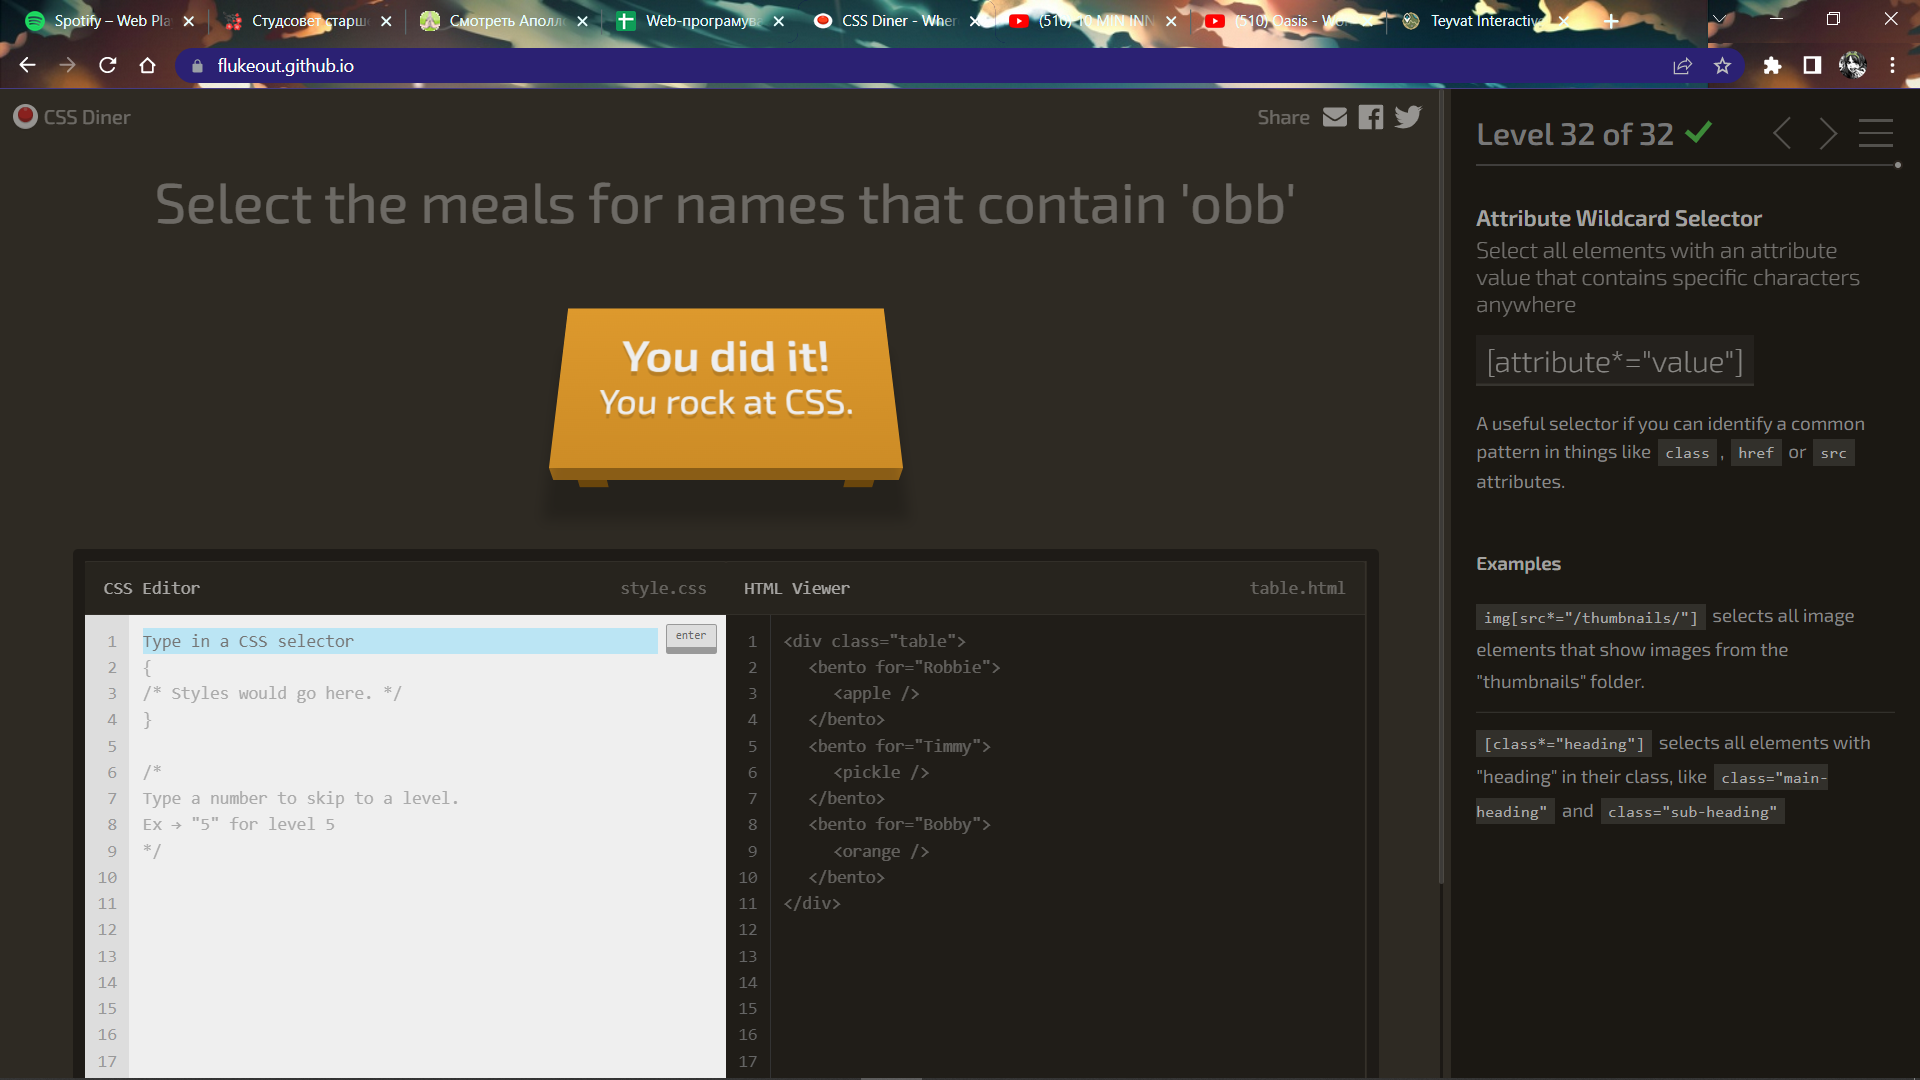 Spotify – Web Pla
Студсовет старш
Смотреть Аполл
Web-програмув
CSS Diner - Wher
(510) 10 MIN INN
(510) Oasis - Wo
Teyvat Interactiv
flukeout.github.io
CSS Diner
Share
Select the meals for names that contain 'obb'
You did it!
You rock at CSS.
CSS Editor
style.css
1 Type in a CSS selector
enter
2 {
3 /* Styles would go here. */
4 }
5
6 /*
7 Type a number to skip to a level.
8 Ex → "5" for level 5
9 */
10
11
12
13
14
15
16
17
HTML Viewer
table.html
1 <div class="table">
2 <bento for="Robbie">
3 <apple />
4 </bento>
5 <bento for="Timmy">
6 <pickle />
7 </bento>
8 <bento for="Bobby">
9 <orange />
10 </bento>
11 </div>
12
13
14
15
16
17
Level 32 of 32
Attribute Wildcard Selector
Select all elements with an attribute
value that contains specific characters
anywhere
[attribute*="value"]
A useful selector if you can identify a common
pattern in things like class , href or src
attributes.
Examples
img[src*="/thumbnails/"] selects all image
elements that show images from the
"thumbnails" folder.
[class*="heading"] selects all elements with
"heading" in their class, like class="main-
heading" and class="sub-heading"